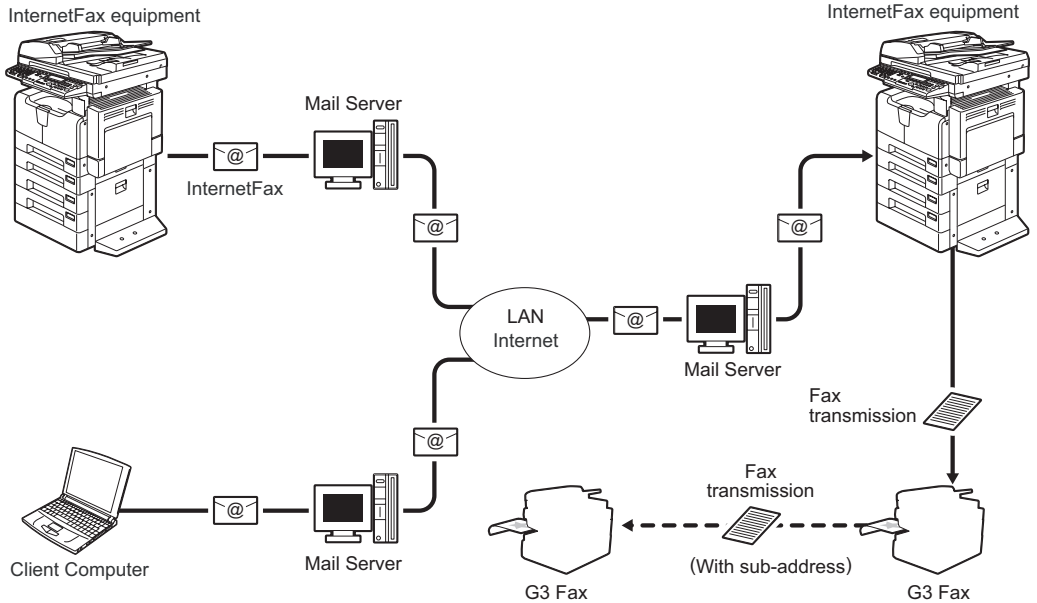 InternetFax equipment
InternetFax equipment
Mail Server
@
InternetFax
@
@
LAN
Internet
@
Mail Server
Fax
transmission
@
Fax
transmission
@
Client Computer
Mail Server
(With sub-address)
G3 Fax
G3 Fax